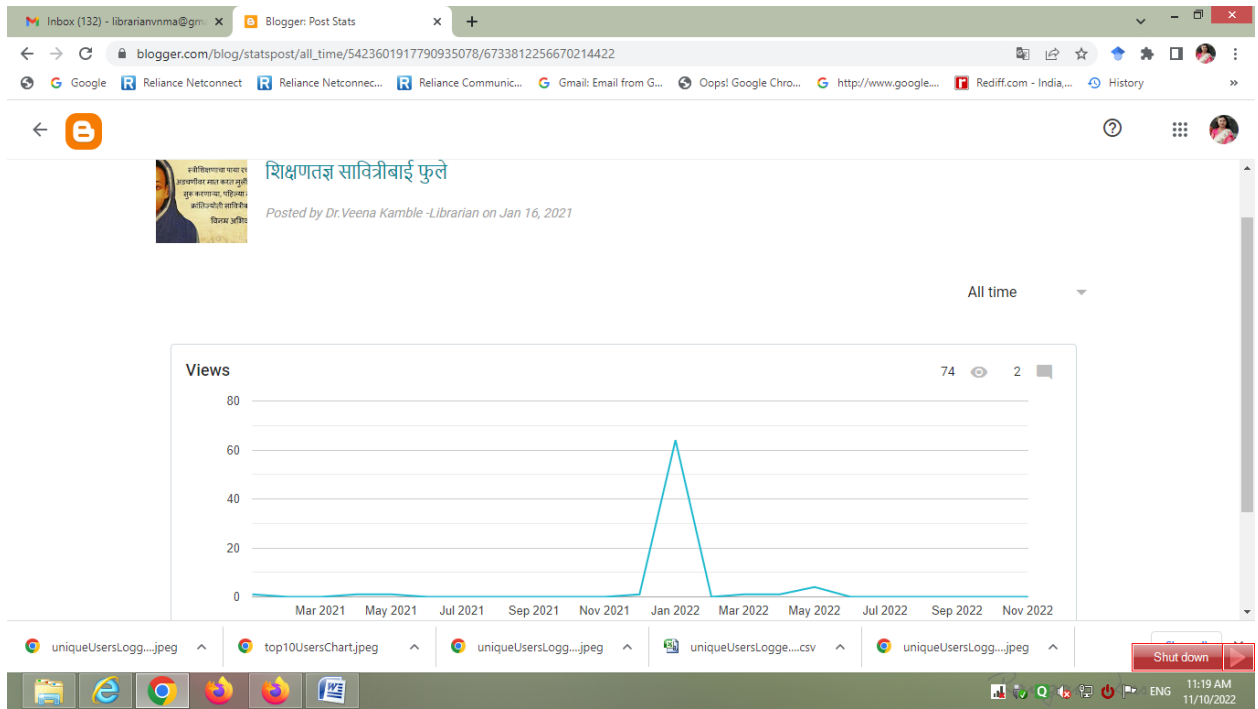 Inbox (132) - librarianvnma@gm
Blogger: Post Stats
blogger.com/blog/statspost/all_time/5423601917790935078/6733812256670214422
Google
Reliance Netconnect
Reliance Netconnec...
Reliance Communic...
Gmail: Email from G...
Oops! Google Chro...
http://www.google....
Rediff.com - India,...
History
»
शिक्षणतज्ञ सावित्रीबाई फुले
Posted by Dr.Veena Kamble -Librarian on Jan 16, 2021
All time
Views
74
2
80
60
40
20
0
Mar 2021 May 2021 Jul 2021 Sep 2021 Nov 2021 Jan 2022 Mar 2022 May 2022 Jul 2022 Sep 2022 Nov 2022
uniqueUsersLogg....jpeg
top10UsersChart.jpeg
uniqueUsersLogg....jpeg
uniqueUsersLogge....csv
uniqueUsersLogg....jpeg
Shut down
ENG
11:19 AM
11/10/2022